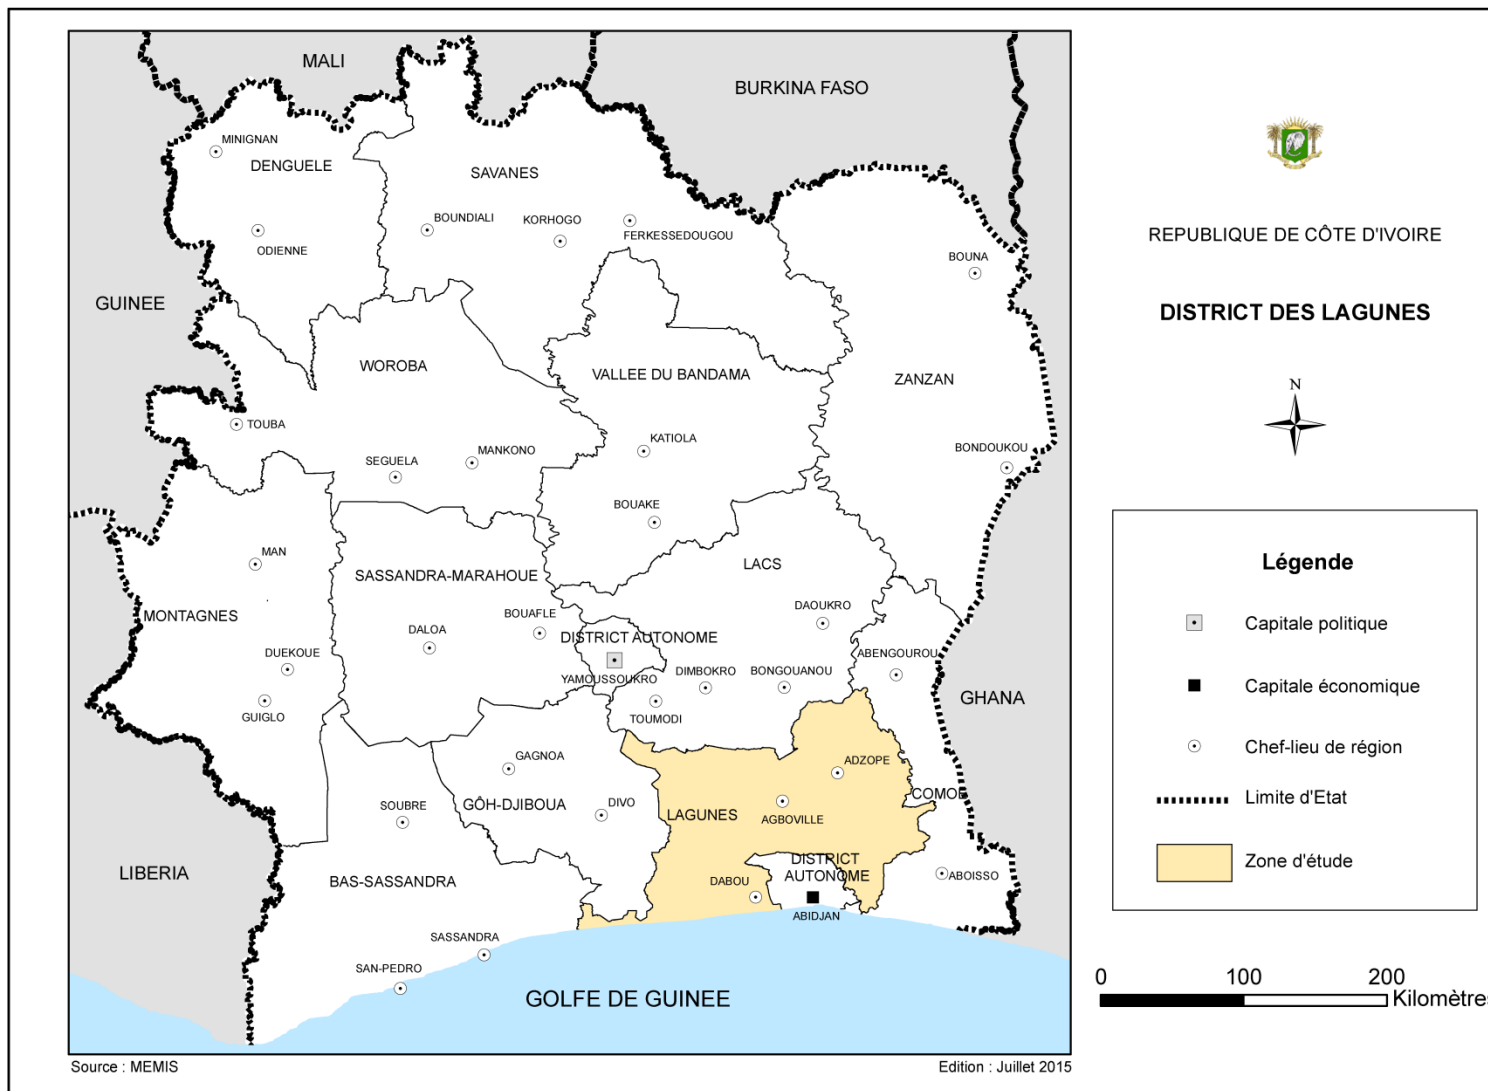 MALI
BURKINA FASO
MINIGNAN
DENGUELE
SAVANES
BOUNDIALI
KORHOGO
FERKESSEDOUGOU
ODIENNE
BOUNA
GUINEE
WOROBA
VALLEE DU BANDAMA
ZANZAN
TOUBA
KATIOLA
SEGUELA
MANKONO
BONDOUKOU
BOUAKE
MAN
LACS
SASSANDRA-MARAHOUE
MONTAGNES
BOUAFLE
DAOUKRO
DALOA
DISTRICT AUTONOME
YAMOUSSOUKRO
DUEKOUE
DIMBOKRO
BONGOUANOU
ABENGOUROU
GUIGLO
TOUMODI
GHANA
GAGNOA
ADZOPE
SOUBRE
GÔH-DJIBOUA
DIVO
LAGUNES
AGBOVILLE
COMOE
LIBERIA
BAS-SASSANDRA
DABOU
DISTRICT
AUTONOME
ABOISSO
ABIDJAN
SASSANDRA
SAN-PEDRO
GOLFE DE GUINEE
Source : MEMIS
Edition : Juillet 2015
REPUBLIQUE DE CÔTE D'IVOIRE
DISTRICT DES LAGUNES
N
Légende
Capitale politique
Capitale économique
Chef-lieu de région
Limite d'Etat
Zone d'étude
0 100 200
Kilomètres